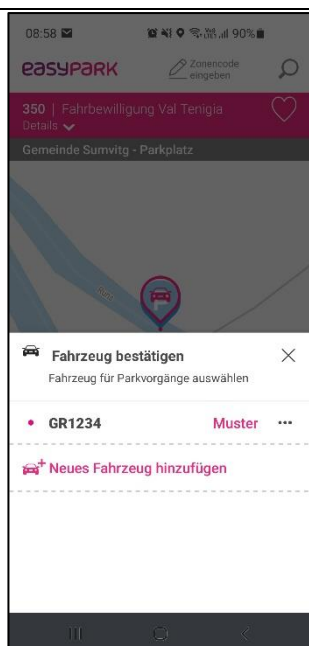 08:58 90%
easyPARK
Zonencode
eingeben
350 | Fahrbewilligung Val Tenigia
Details
Gemeinde Sumvitg - Parkplatz
Fahrzeug bestätigen
Fahrzeug für Parkvorgänge auswählen
GR1234 Muster ...
Neues Fahrzeug hinzufügen